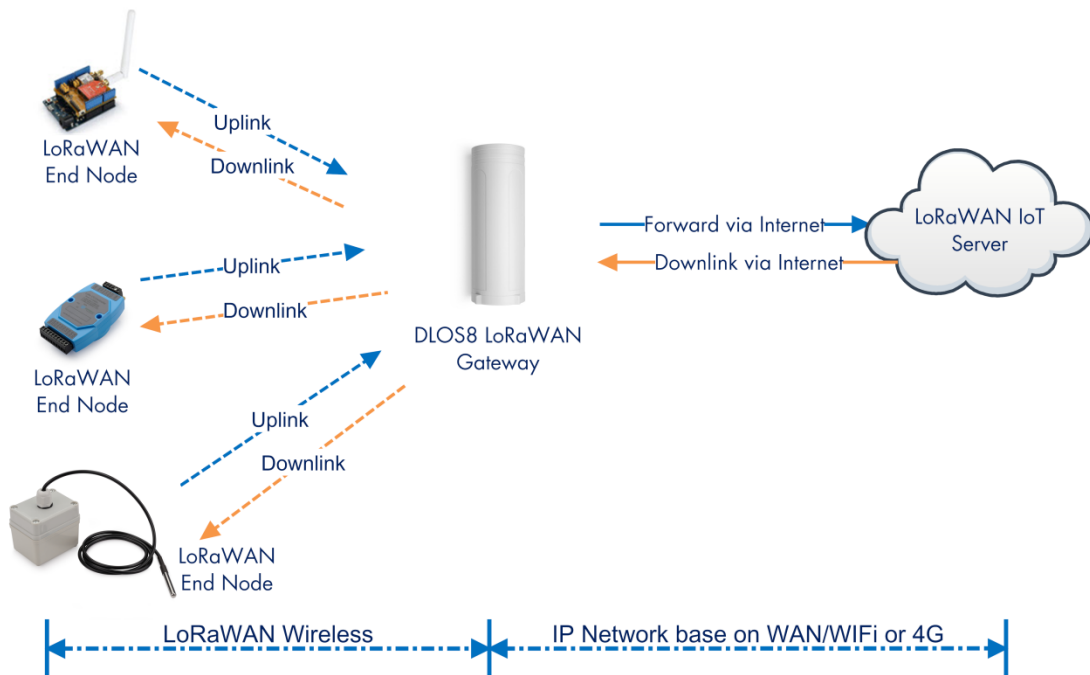 LoRaWAN
End Node
Uplink
Downlink
LoRaWAN
End Node
Uplink
Downlink
LoRaWAN
End Node
Uplink
Downlink
DLOS8 LoRaWAN
Gateway
Forward via Internet
Downlink via Internet
LoRaWAN IoT
Server
LoRaWAN Wireless
IP Network base on WAN/WIFi or 4G